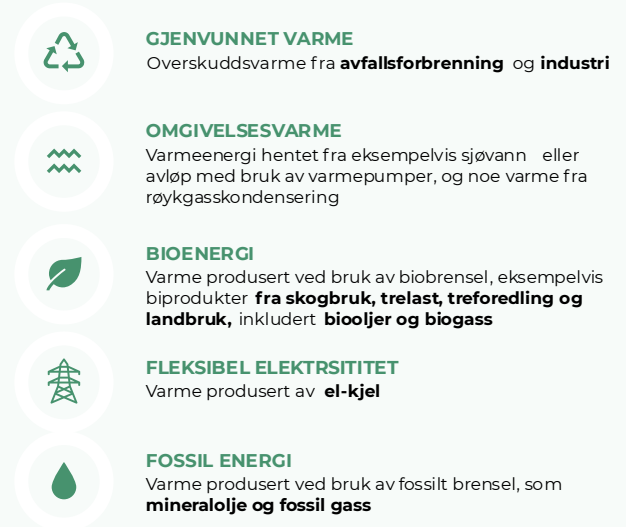 GJENVUNNET VARME
Overskuddsvarme fra avfallsforbrenning og industri
OMGIVELSESVARME
Varmeenergi hentet fra eksempelvis sjøvann eller
avløp med bruk av varmepumper, og noe varme fra
røykgasskondensering
BIOENERGI
Varme produsert ved bruk av biobrensel, eksempelvis
biprodukter fra skogbruk, trelast, treforedling og
landbruk, inkludert biooljer og biogass
FLEKSIBEL ELEKTRSITITET
Varme produsert av el-kjel
FOSSIL ENERGI
Varme produsert ved bruk av fossilt brensel, som
mineralolje og fossil gass